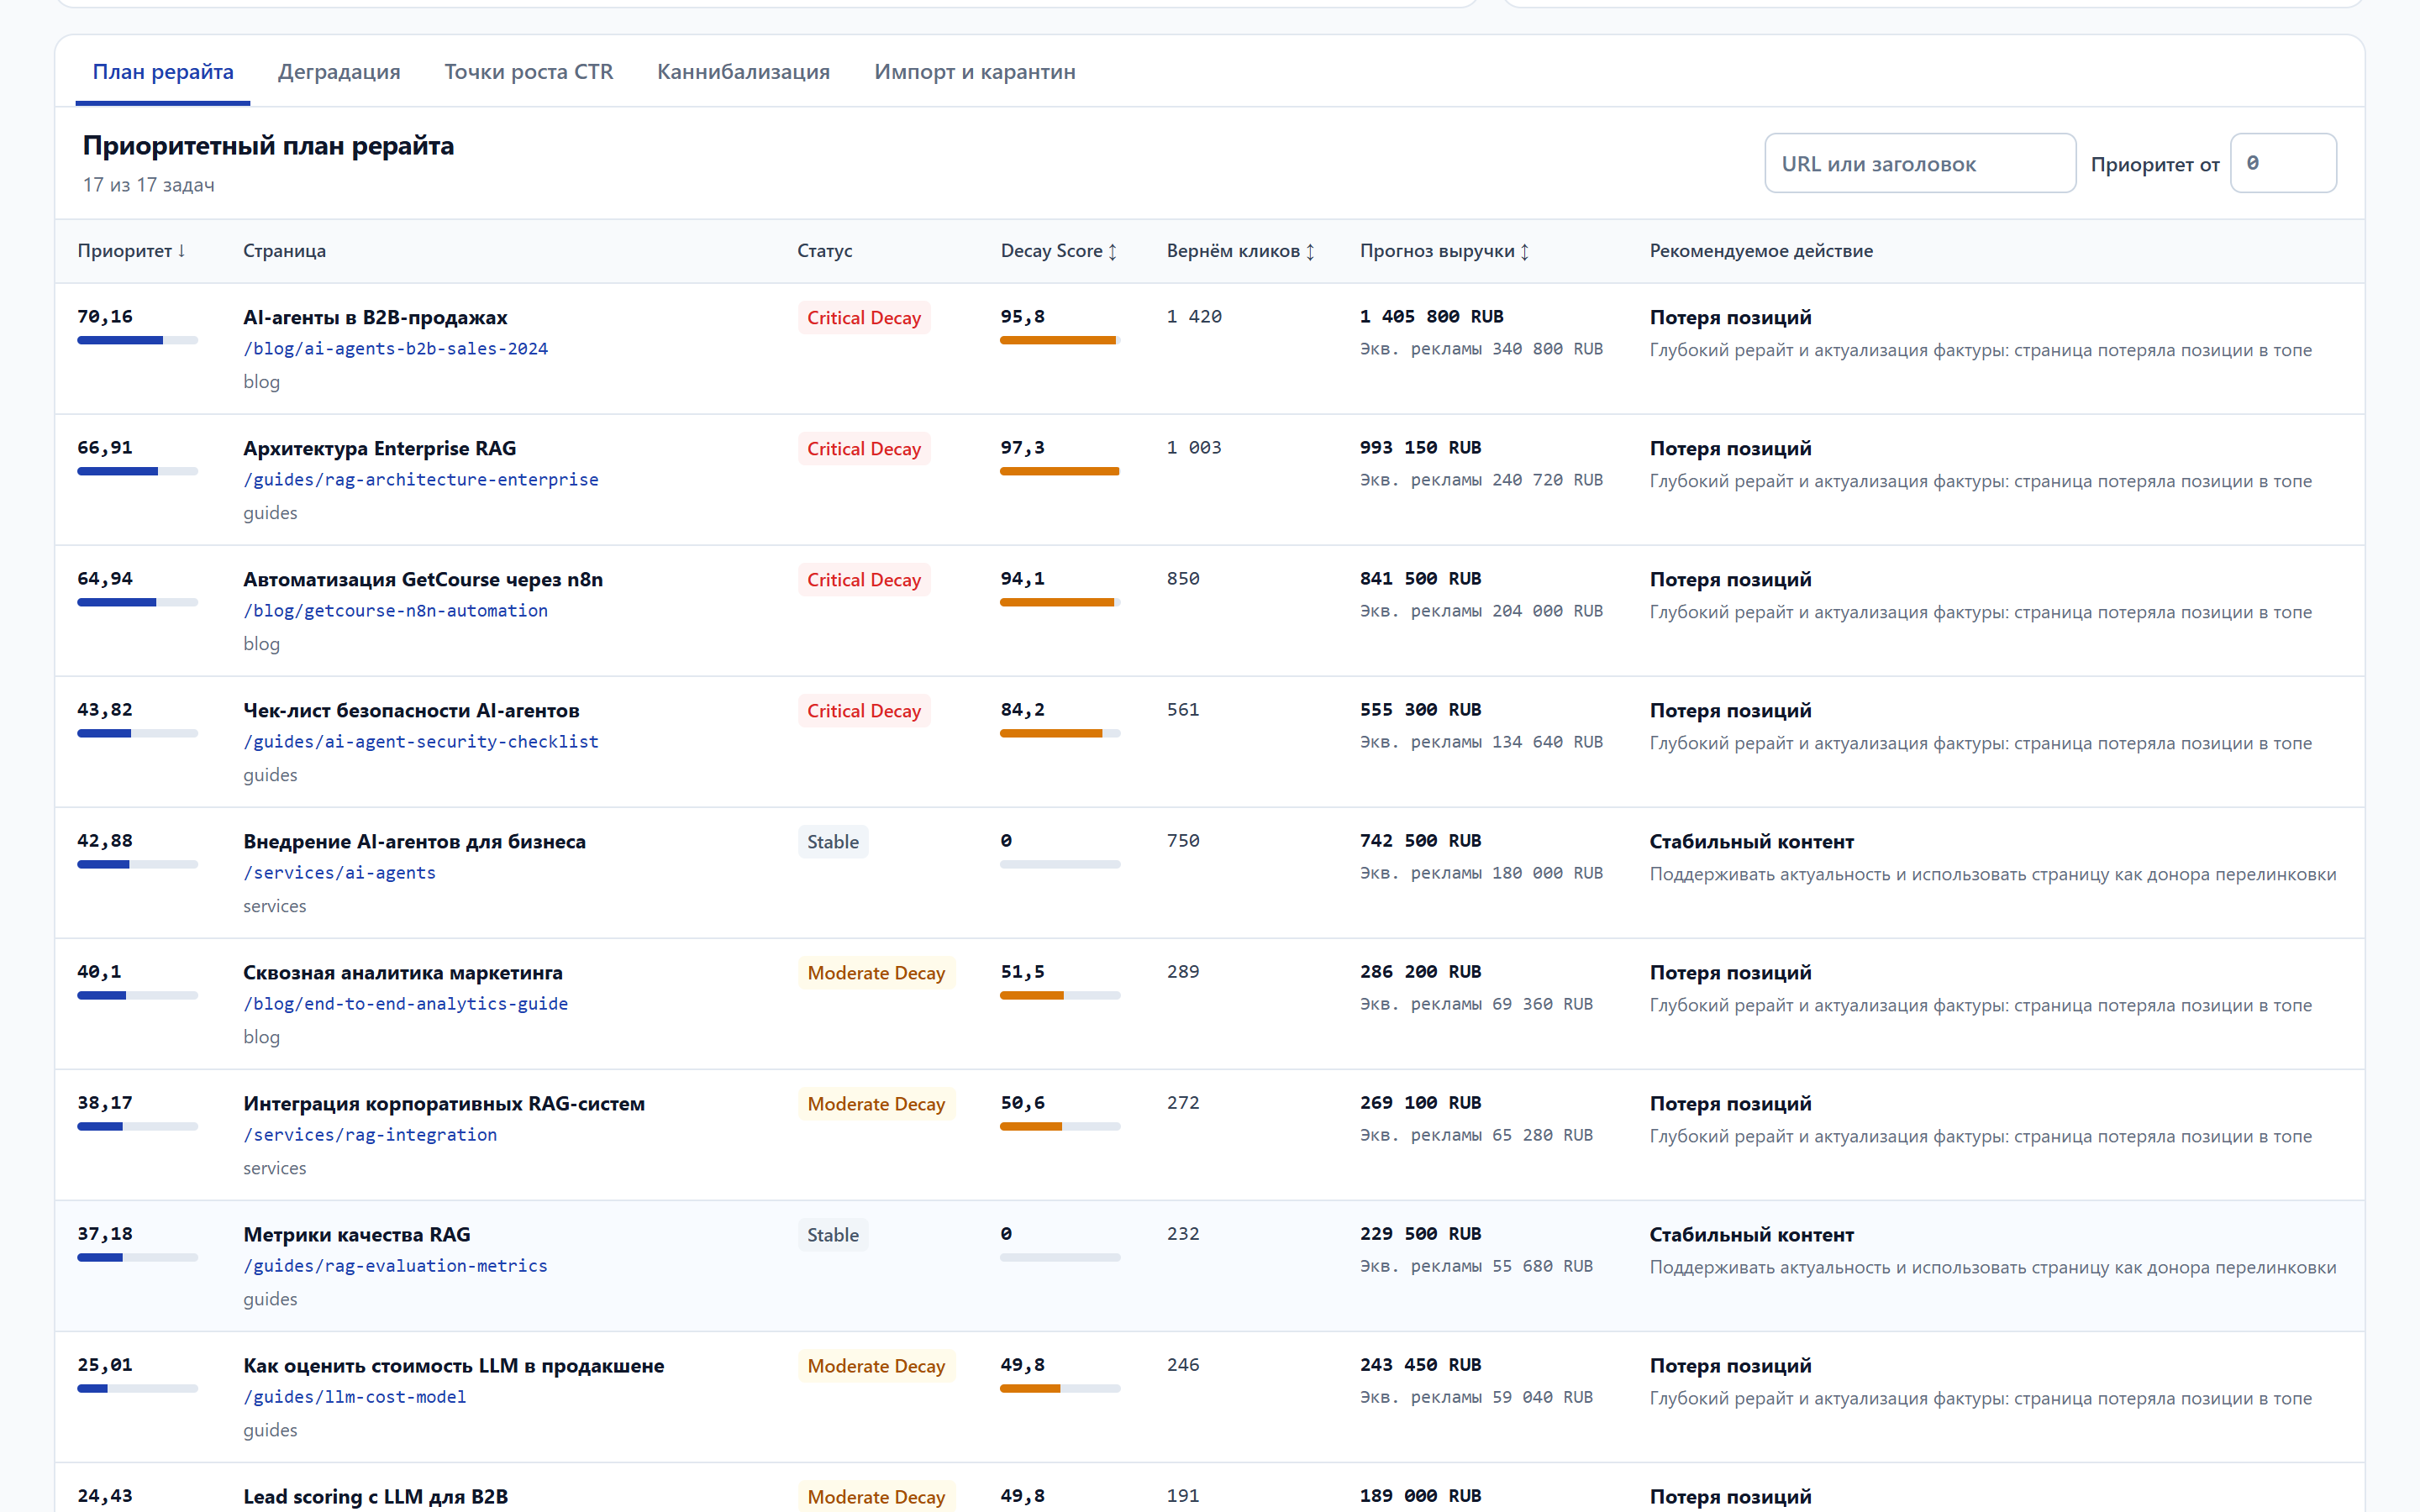 План рерайта Деградация Точки роста CTR Каннибализация Импорт и карантин
Приоритетный план рерайта
17 из 17 задач
URL или заголовок Приоритет от 0
Приоритет ↓ Страница Статус Decay Score ↕ Вернём кликов ↕ Прогноз выручки ↕ Рекомендуемое действие
70,16 AI-агенты в B2B-продажах Critical Decay 95,8 1 420 1 405 800 RUB Потеря позиций
/blog/ai-agents-b2b-sales-2024 Экв. рекламы 340 800 RUB Глубокий рерайт и актуализация фактуры: страница потеряла позиции в топе
blog
66,91 Архитектура Enterprise RAG Critical Decay 97,3 1 003 993 150 RUB Потеря позиций
/guides/rag-architecture-enterprise Экв. рекламы 240 720 RUB Глубокий рерайт и актуализация фактуры: страница потеряла позиции в топе
guides
64,94 Автоматизация GetCourse через n8n Critical Decay 94,1 850 841 500 RUB Потеря позиций
/blog/getcourse-n8n-automation Экв. рекламы 204 000 RUB Глубокий рерайт и актуализация фактуры: страница потеряла позиции в топе
blog
43,82 Чек-лист безопасности AI-агентов Critical Decay 84,2 561 555 300 RUB Потеря позиций
/guides/ai-agent-security-checklist Экв. рекламы 134 640 RUB Глубокий рерайт и актуализация фактуры: страница потеряла позиции в топе
guides
42,88 Внедрение AI-агентов для бизнеса Stable 0 750 742 500 RUB Стабильный контент
/services/ai-agents Экв. рекламы 180 000 RUB Поддерживать актуальность и использовать страницу как донора перелинковки
services
40,1 Сквозная аналитика маркетинга Moderate Decay 51,5 289 286 200 RUB Потеря позиций
/blog/end-to-end-analytics-guide Экв. рекламы 69 360 RUB Глубокий рерайт и актуализация фактуры: страница потеряла позиции в топе
blog
38,17 Интеграция корпоративных RAG-систем Moderate Decay 50,6 272 269 100 RUB Потеря позиций
/services/rag-integration Экв. рекламы 65 280 RUB Глубокий рерайт и актуализация фактуры: страница потеряла позиции в топе
services
37,18 Метрики качества RAG Stable 0 232 229 500 RUB Стабильный контент
/guides/rag-evaluation-metrics Экв. рекламы 55 680 RUB Поддерживать актуальность и использовать страницу как донора перелинковки
guides
25,01 Как оценить стоимость LLM в продакшене Moderate Decay 49,8 246 243 450 RUB Потеря позиций
/guides/llm-cost-model Экв. рекламы 59 040 RUB Глубокий рерайт и актуализация фактуры: страница потеряла позиции в топе
guides
24,43 Lead scoring с LLM для B2B Moderate Decay 49,8 191 189 000 RUB Потеря позиций